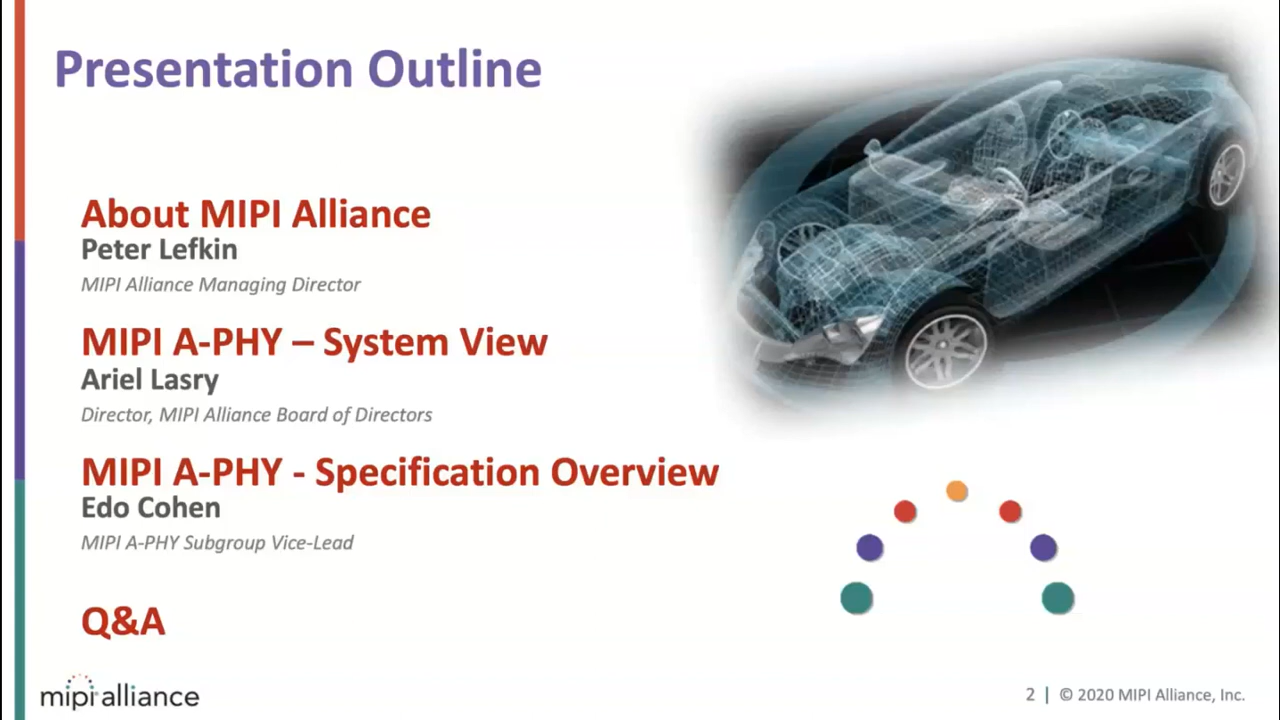 Presentation Outline
About MIPI Alliance
Peter Lefkin
MIPI Alliance Managing Director
MIPI A-PHY – System View
Ariel Lasry
Director, MIPI Alliance Board of Directors
MIPI A-PHY - Specification Overview
Edo Cohen
MIPI A-PHY Subgroup Vice-Lead
Q&A
mipi alliance
2 | © 2020 MIPI Alliance, Inc.